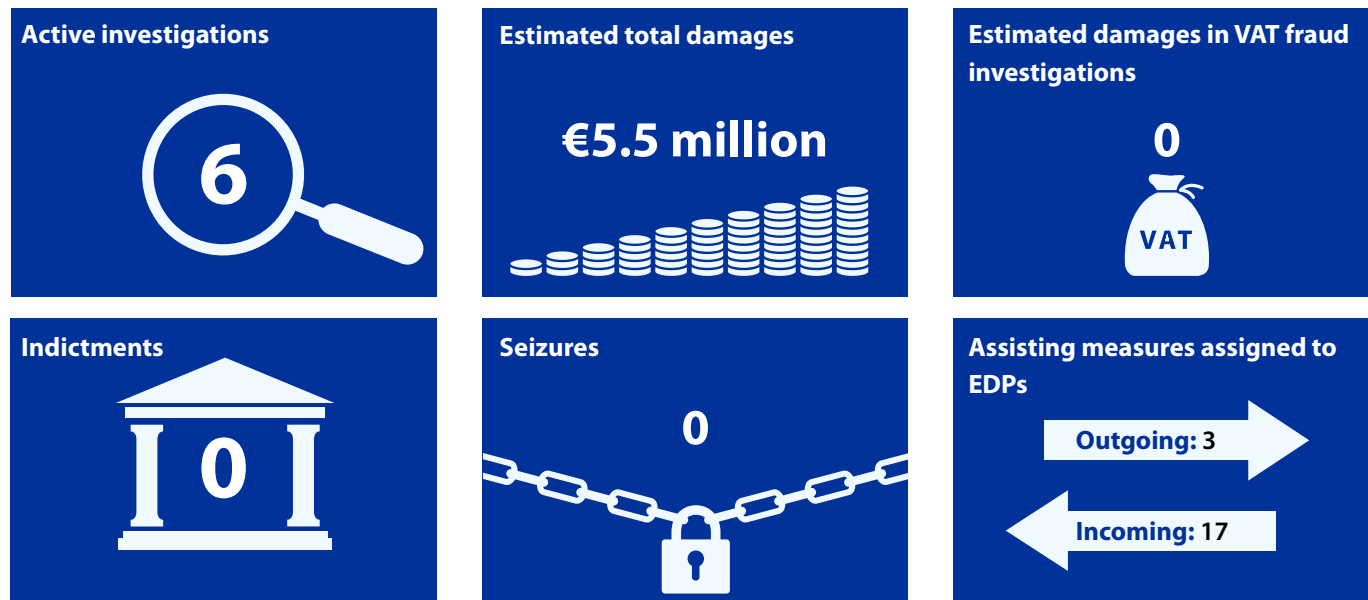 Active investigations
6
Estimated total damages
€5.5 million
Estimated damages in VAT fraud
investigations
0
VAT
Indictments
0
Seizures
0
Assisting measures assigned to
EDPs
Outgoing: 3
Incoming: 17